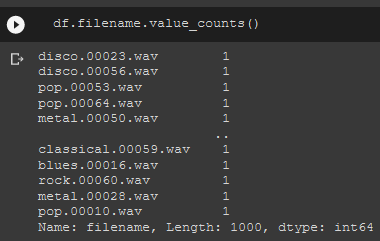 df.filename.value_counts()
disco.00023.wav 1
disco.00056.wav 1
pop.00053.wav 1
pop.00064.wav 1
metal.00050.wav 1
..
classical.00059.wav 1
blues.00016.wav 1
rock.00060.wav 1
metal.00028.wav 1
pop.00010.wav 1
Name: filename, Length: 1000, dtype: int64